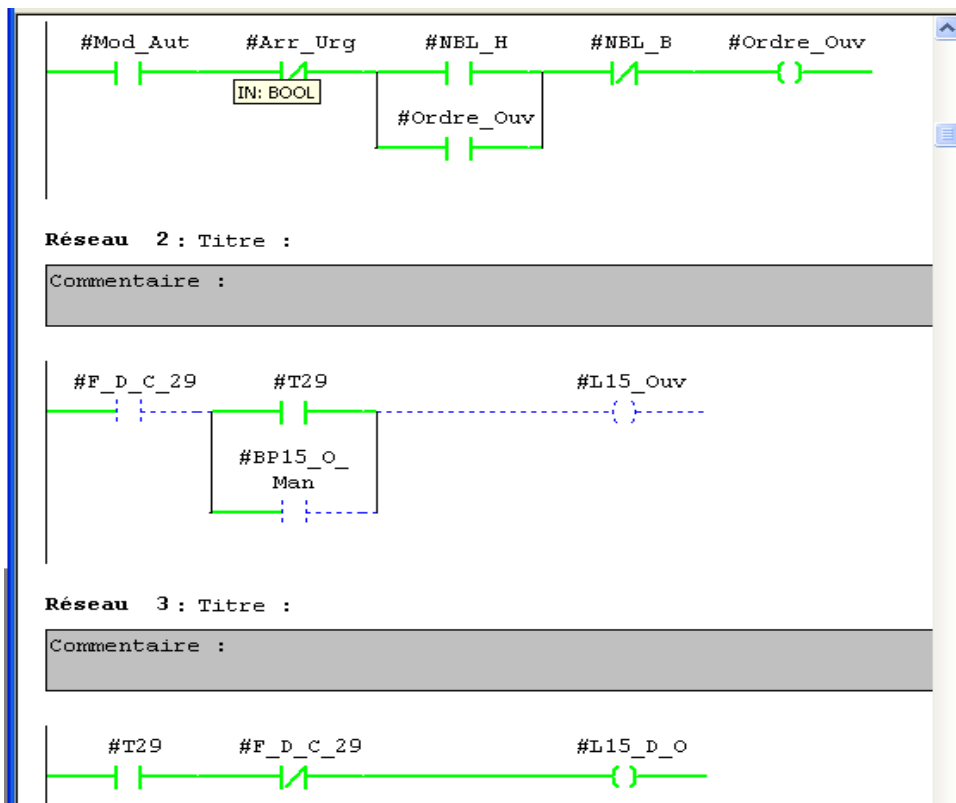 #Mod_Aut #Arr_Urg #NBL_H #NBL_B #Ordre_Ouv
IN: BOOL
#Ordre_Ouv
Réseau 2 : Titre :
Commentaire :
#F_D_C_29 #T29 #L15_Ouv
#BP15_O_
Man
Réseau 3 : Titre :
Commentaire :
#T29 #F_D_C_29 #L15_D_O